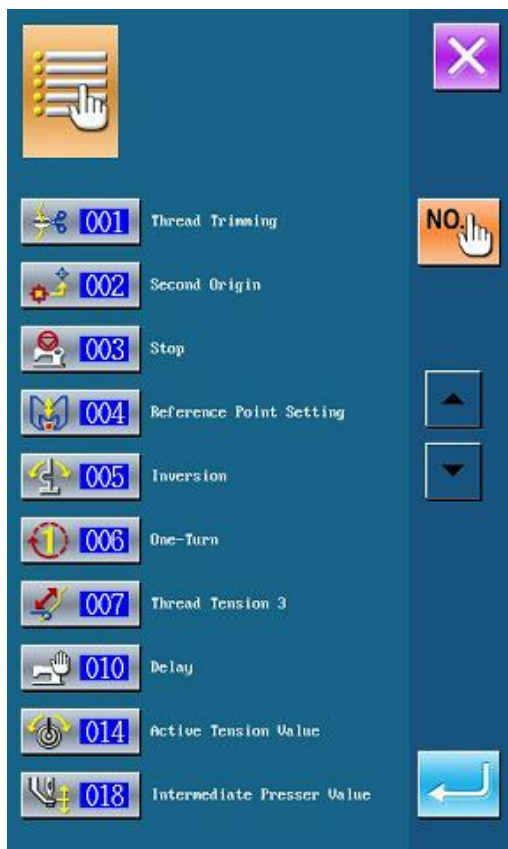 NO.
001 Thread Trimming
002 Second Origin
003 Stop
004 Reference Point Setting
005 Inversion
1 006 One-Turn
007 Thread Tension 3
010 Delay
014 Active Tension Value
018 Intermediate Presser Value